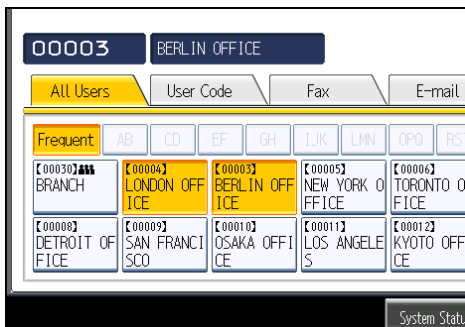 00003 BERLIN OFFICE
All Users User Code Fax E-mail
Frequent AB CD EF GH IJK LMN OPQ RS
【00030】 【00004】 【00003】 【00005】 【00006】
BRANCH LONDON OFF BERLIN OFF NEW YORK O TORONTO O
ICE ICE FFICE FICE
【00008】 【00009】 【00010】 【00011】 【00012】
DETROIT OF SAN FRANCI OSAKA OFFI LOS ANGELE KYOTO OFF
FICE SCO CE S CE
System Statu